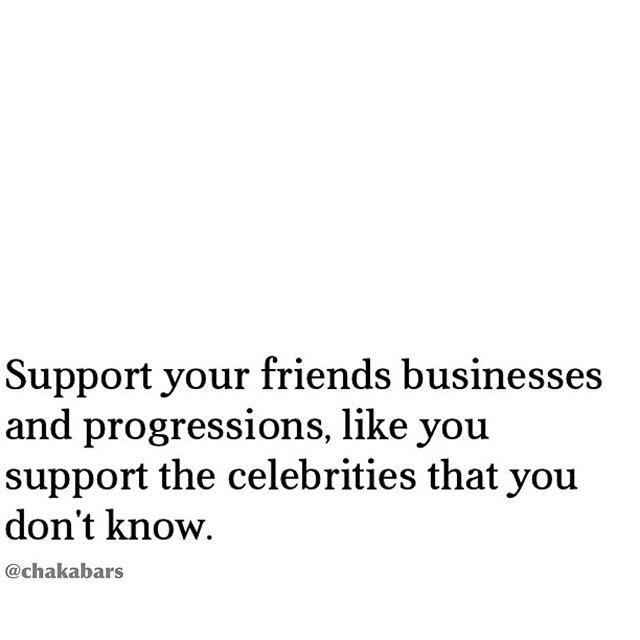 Support your friends businesses
and progressions, like you
support the celebrities that you
don't know.
@chakabars